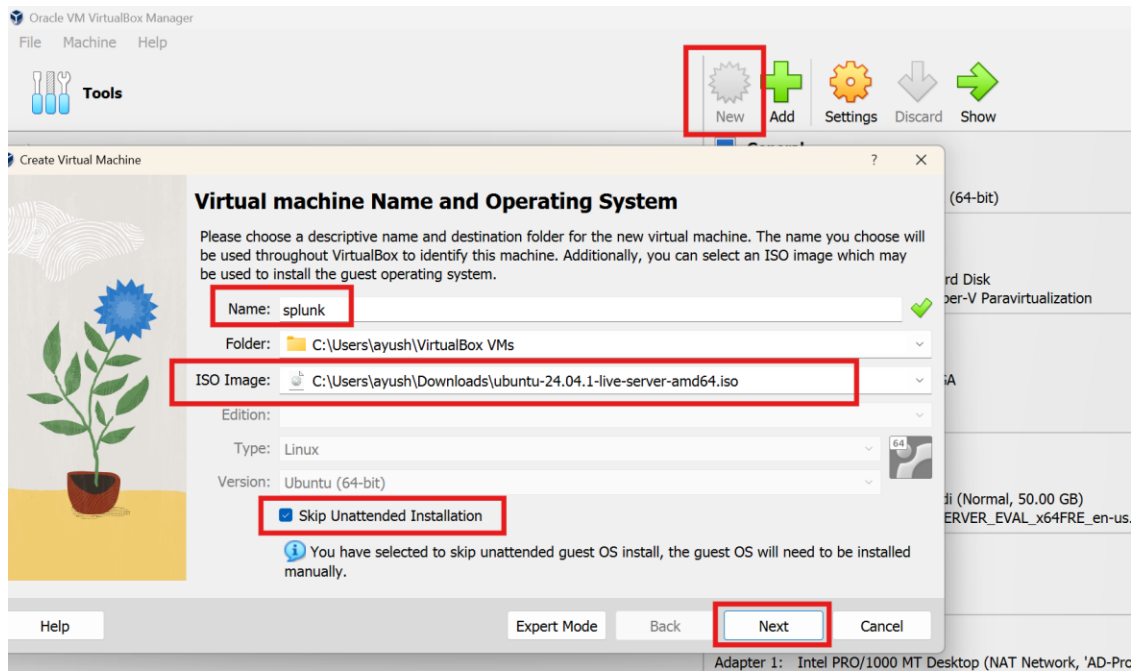 Oracle VM VirtualBox Manager
File Machine Help
Tools
New Add Settings Discard Show
General
Create Virtual Machine ?
Virtual machine Name and Operating System
(64-bit)
Please choose a descriptive name and destination folder for the new virtual machine. The name you choose will
be used throughout VirtualBox to identify this machine. Additionally, you can select an ISO image which may
be used to install the guest operating system.
rd Disk
per-V Paravirtualization
Name: splunk
Folder: C:\Users\ayush\VirtualBox VMs
ISO Image: C:\Users\ayush\Downloads\ubuntu-24.04.1-live-server-amd64.iso
Edition:
Type: Linux
64
Version: Ubuntu (64-bit)
di (Normal, 50.00 GB)
ERVER_EVAL_x64FRE_en-us.
Skip Unattended Installation
You have selected to skip unattended guest OS install, the guest OS will need to be installed
manually.
Help Expert Mode Back Next Cancel
Adapter 1: Intel PRO/1000 MT Desktop (NAT Network, 'AD-Pro